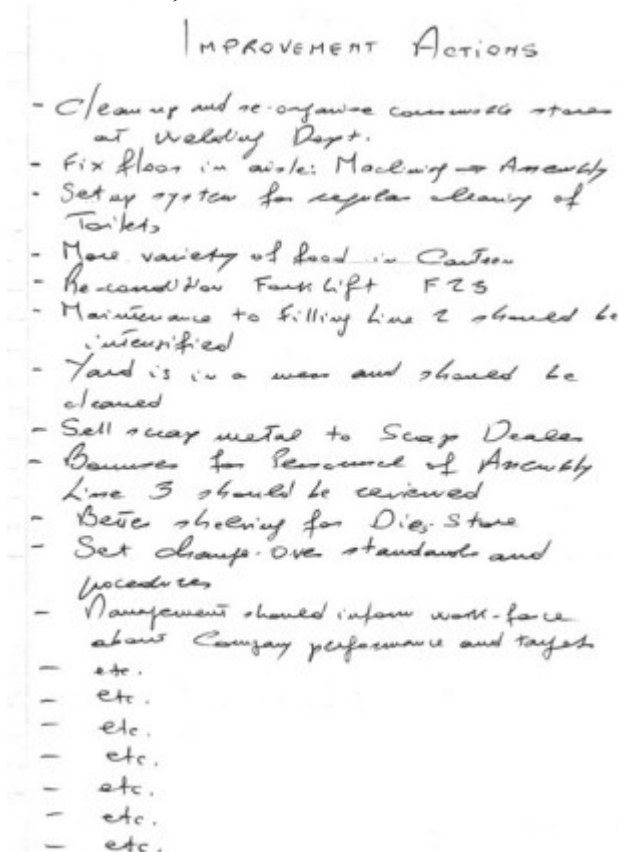 IMPROVEMENT ACTIONS
- Clean up and re-organise consumable stores
at Welding Dept.
- Fix floor in aisle: Machining → Assembly
- Set up system for regular cleaning of
Toilets
- More variety of food in Canteen
- Re-condition Fork Lift F25
- Maintenance to Filling Line 2 should be
intensified
- Yard is in a mess and should be
cleaned
- Sell scrap metal to Scrap Dealer
- Bonuses for Personnel of Assembly
Line 3 should be reviewed
- Better shelving for Dies-Store
- Set change-over standards and
procedures
- Management should inform work-force
about Company performance and targets
- etc.
- etc.
- etc.
- etc.
- etc.
- etc.
- etc.